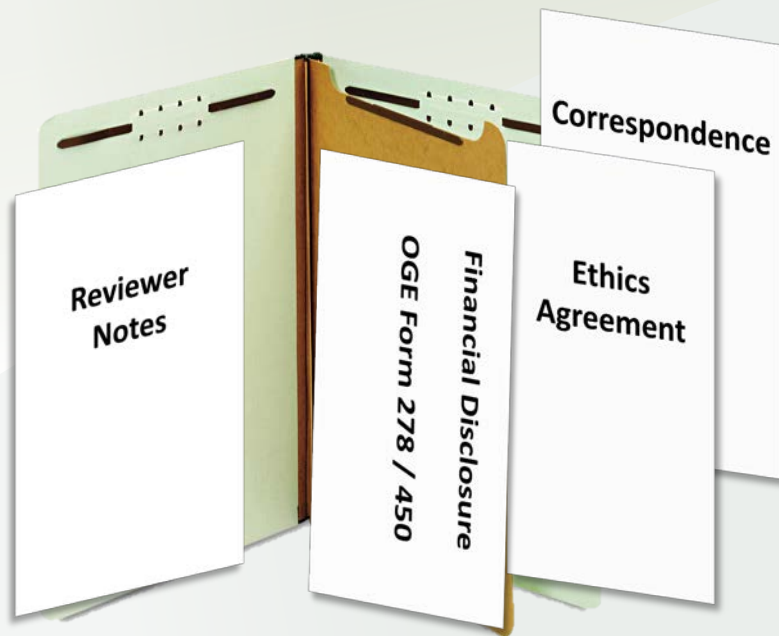 Reviewer
Notes
Financial Disclosure
OGE Form 278 / 450
Ethics
Agreement
Correspondence